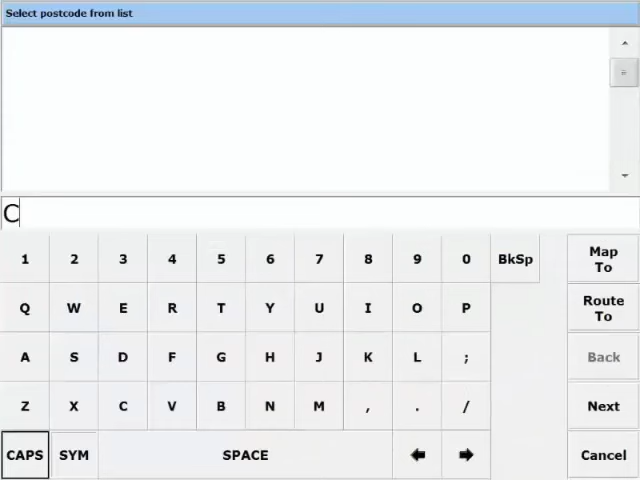 Select postcode from list
C
1 2 3 4 5 6 7 8 9 0 BkSp Map To
Q W E R T Y U I O P Route To
A S D F G H J K L ; Back
Z X C V B N M , . / Next
CAPS SYM SPACE Cancel